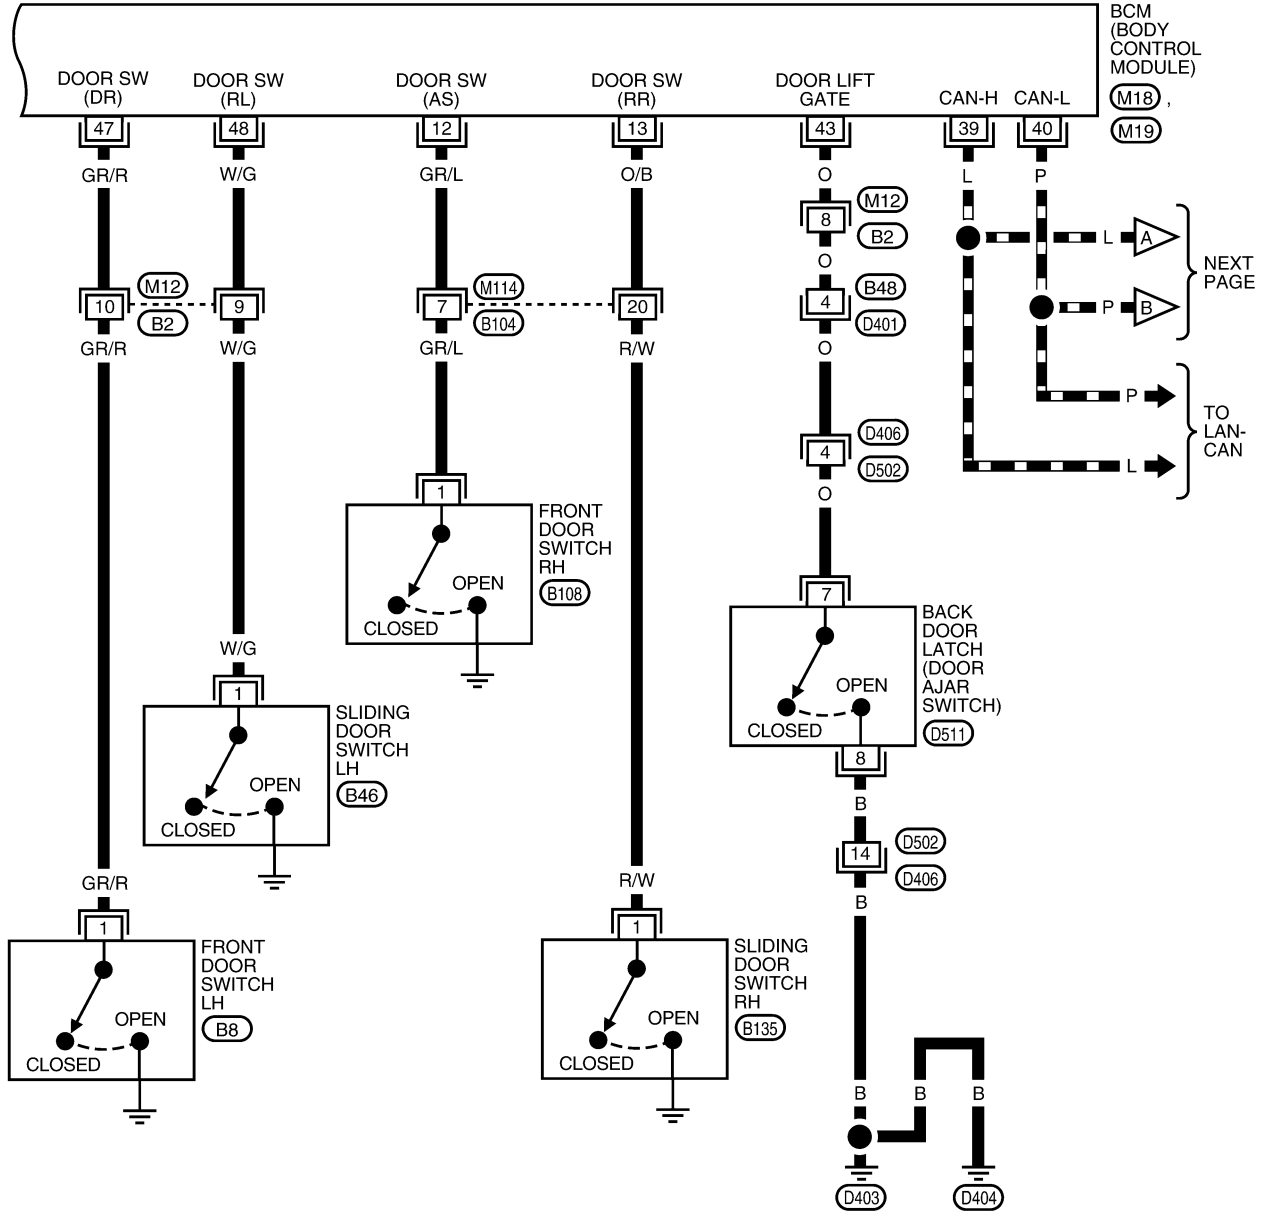 BCM
(BODY
CONTROL
MODULE)
M18 ,
M19
DOOR SW
(DR)
DOOR SW
(RL)
DOOR SW
(AS)
DOOR SW
(RR)
DOOR LIFT
GATE
CAN-H
CAN-L
47
48
12
13
43
39
40
GR/R
W/G
GR/L
O/B
O
L
P
8
M12
B2
O
L
A
NEXT
PAGE
P
B
10
M12
B2
9
7
M114
B104
20
4
B48
D401
GR/R
W/G
GR/L
R/W
O
P
TO
LAN-
CAN
L
4
D406
D502
O
1
FRONT
DOOR
SWITCH
RH
B108
OPEN
CLOSED
7
BACK
DOOR
LATCH
(DOOR
AJAR
SWITCH)
D511
OPEN
CLOSED
8
B
W/G
1
SLIDING
DOOR
SWITCH
LH
B46
OPEN
CLOSED
14
D502
D406
B
GR/R
1
FRONT
DOOR
SWITCH
LH
B8
OPEN
CLOSED
R/W
1
SLIDING
DOOR
SWITCH
RH
B135
OPEN
CLOSED
B
B
B
D403
D404